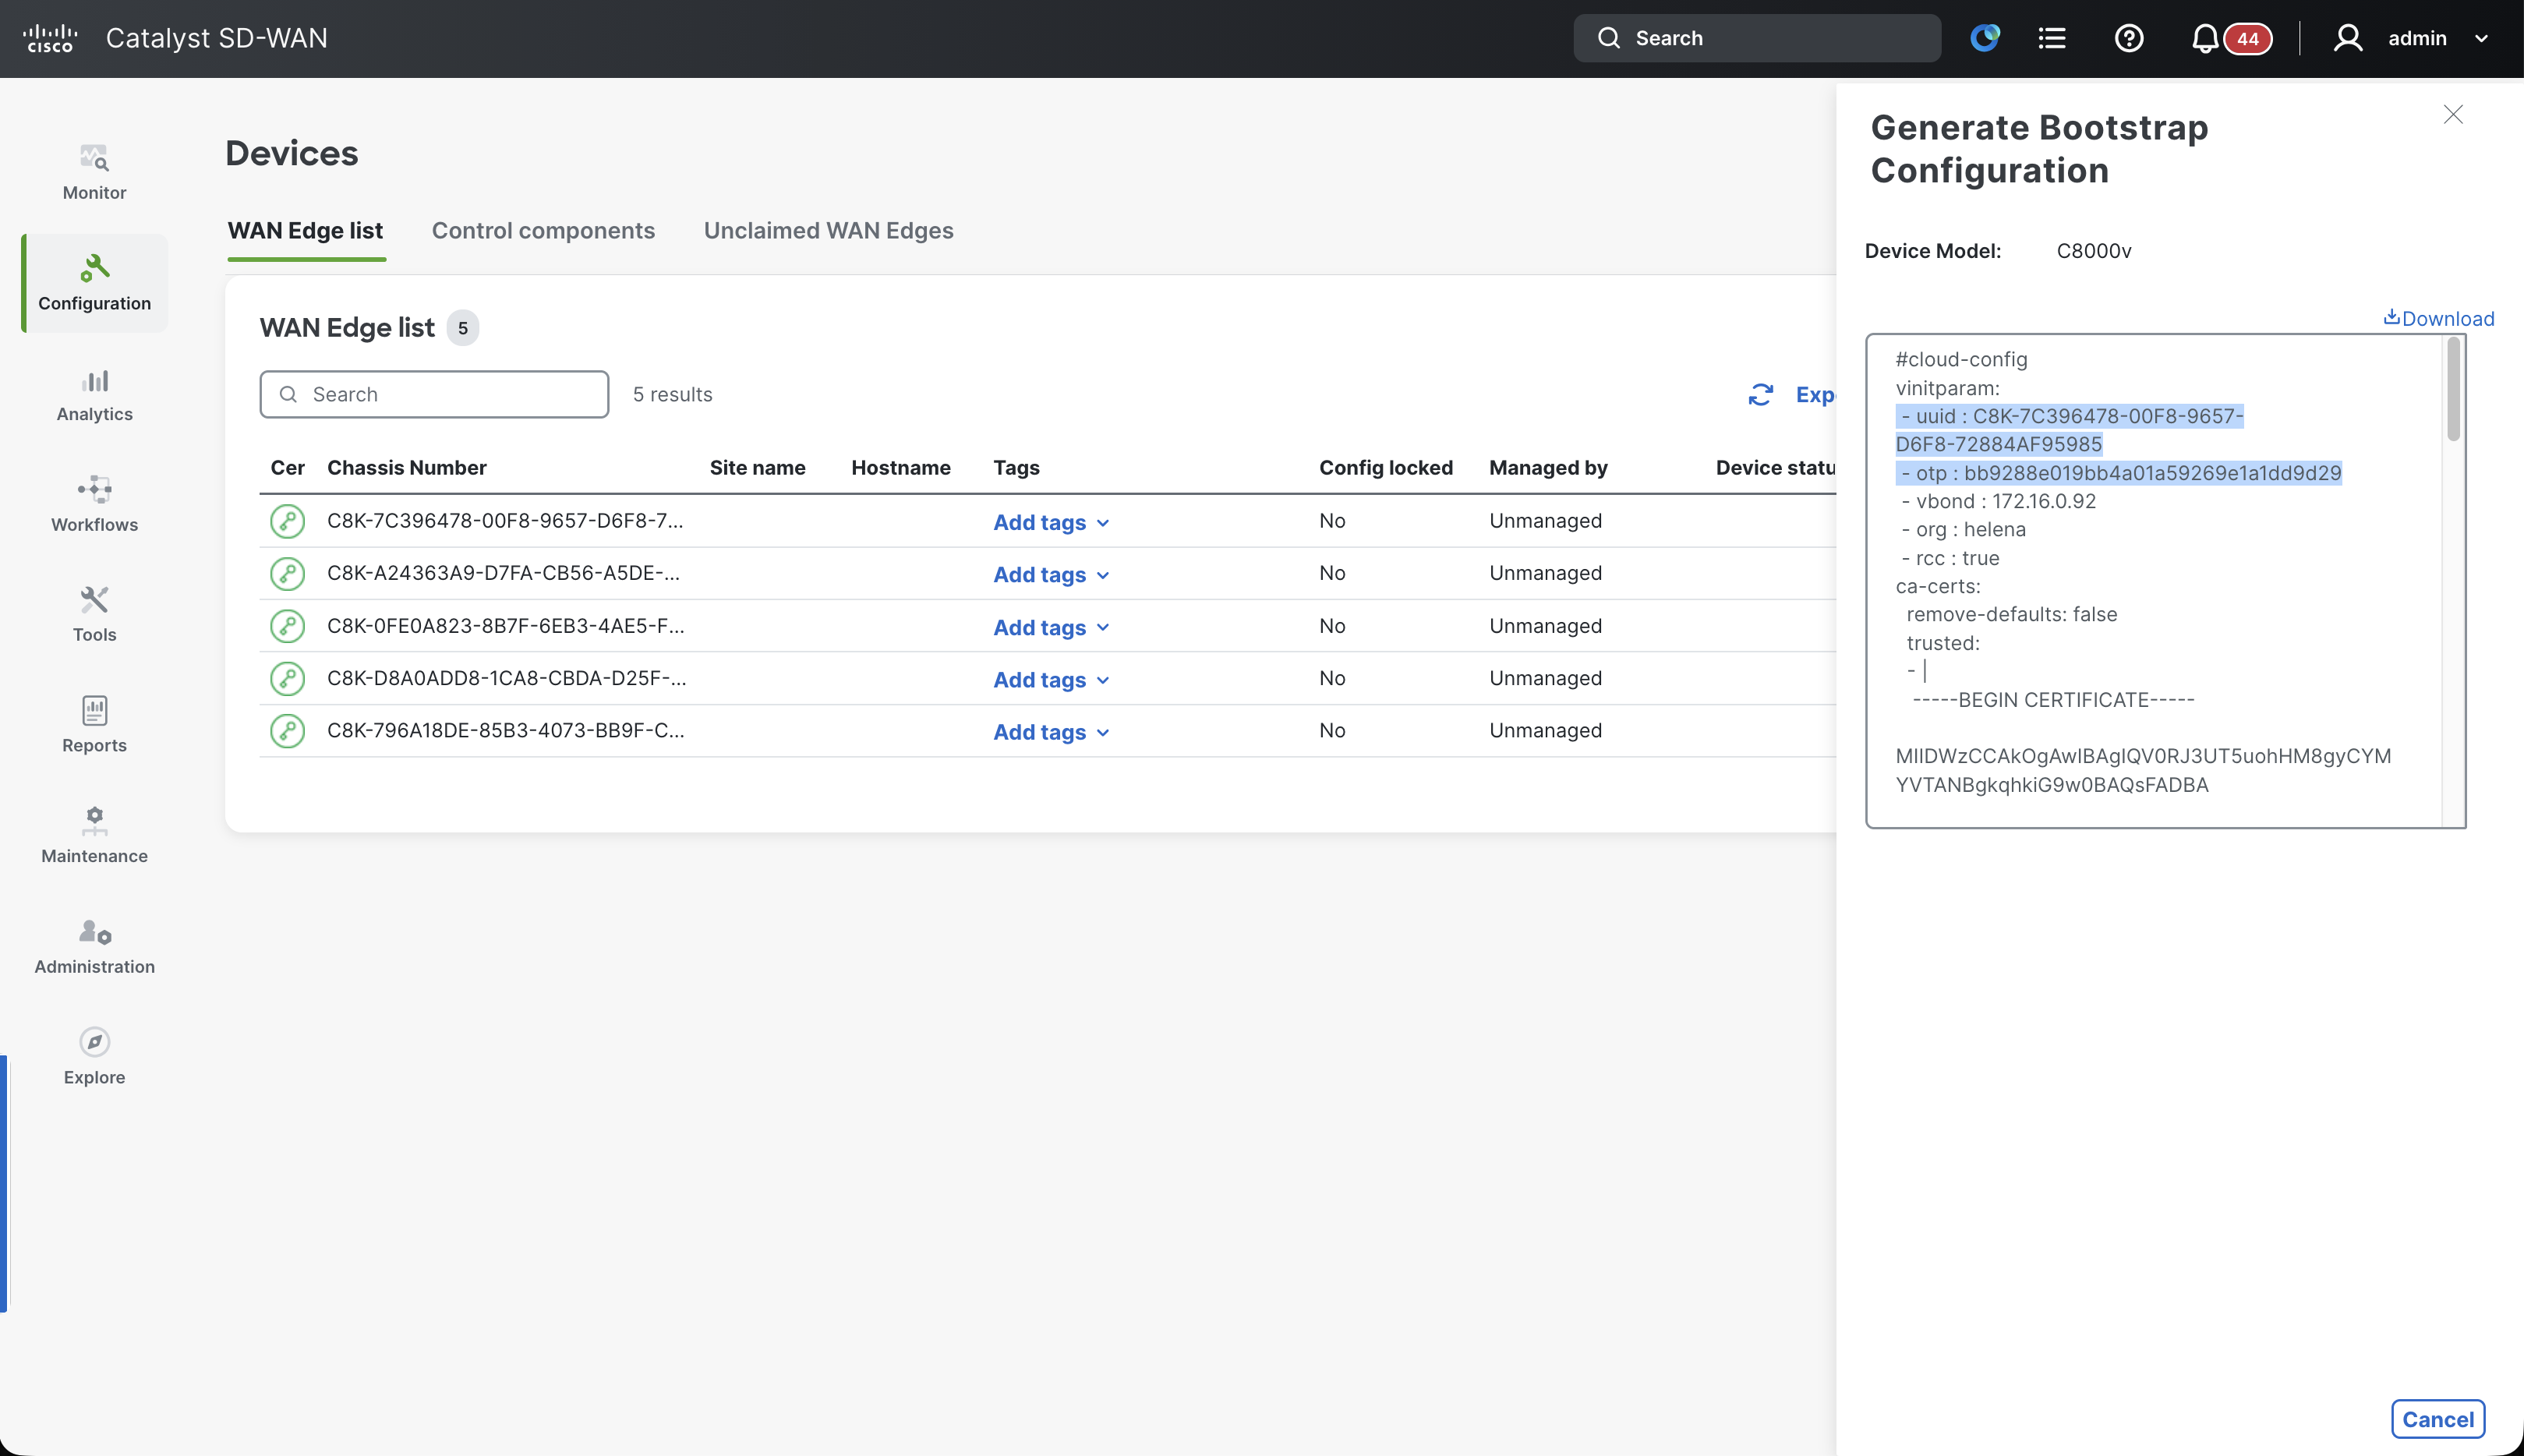 CISCO
Catalyst SD-WAN
Search
44
admin
Monitor
Configuration
Analytics
Workflows
Tools
Reports
Maintenance
Administration
Explore
Devices
WAN Edge list
Control components
Unclaimed WAN Edges
WAN Edge list 5
Search
5 results
Exp
Cer Chassis Number Site name Hostname Tags Config locked Managed by Device statu
C8K-7C396478-00F8-9657-D6F8-7... Add tags No Unmanaged
C8K-A24363A9-D7FA-CB56-A5DE-... Add tags No Unmanaged
C8K-0FE0A823-8B7F-6EB3-4AE5-F... Add tags No Unmanaged
C8K-D8A0ADD8-1CA8-CBDA-D25F-... Add tags No Unmanaged
C8K-796A18DE-85B3-4073-BB9F-C... Add tags No Unmanaged
Generate Bootstrap
Configuration
Device Model: C8000v
Download
#cloud-config
vinitparam:
- uuid : C8K-7C396478-00F8-9657-
D6F8-72884AF95985
- otp : bb9288e019bb4a01a59269e1a1dd9d29
- vbond : 172.16.0.92
- org : helena
- rcc : true
ca-certs:
remove-defaults: false
trusted:
- |
-----BEGIN CERTIFICATE-----
MIIDWzCCAkOgAwIBAgIQV0RJ3UT5uohHM8gyCYM
YVTANBgkqhkiG9w0BAQsFADBA
Cancel